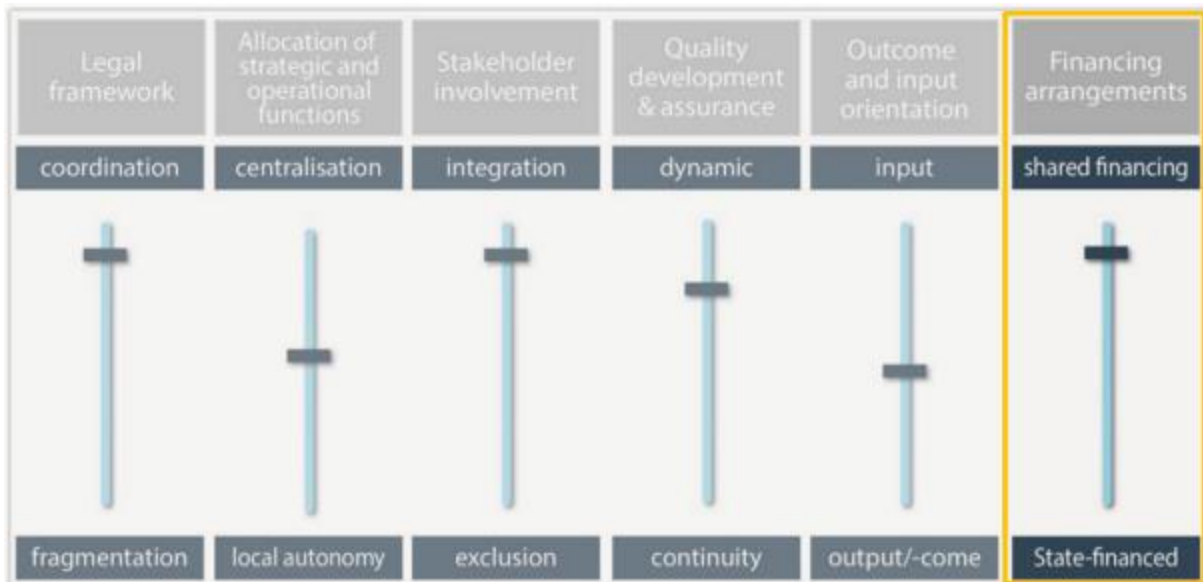 Legal
framework
Allocation of
strategic and
operational
functions
Stakeholder
involvement
Quality
development
& assurance
Outcome
and input
orientation
Financing
arrangements
coordination
centralisation
integration
dynamic
input
shared financing
fragmentation
local autonomy
exclusion
continuity
output/-come
State-financed